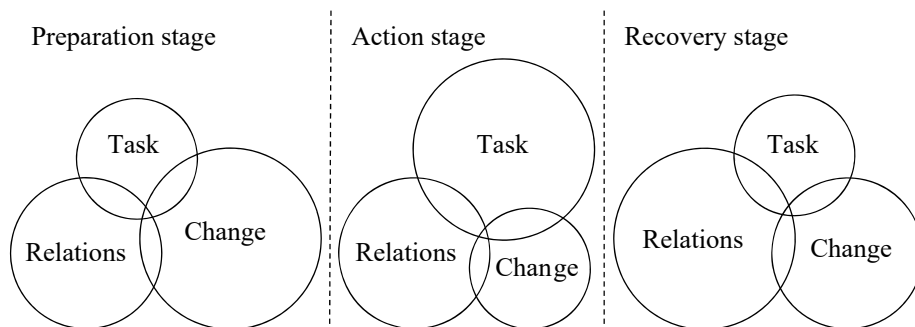 Preparation stage
Action stage
Recovery stage
Task
Relations
Change
Task
Relations
Change
Task
Relations
Change